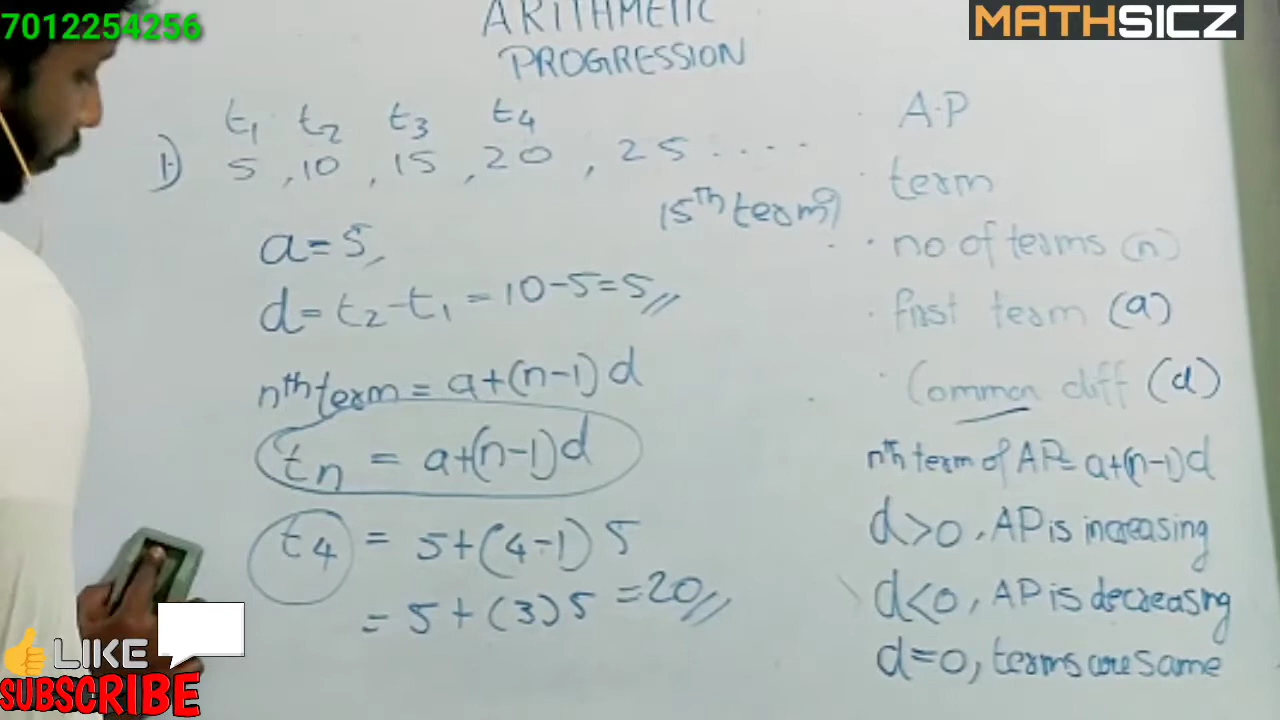 7012254256
MATHSICZ
ARITHMETIC
PROGRESSION
t1 t2 t3 t4
1) 5, 10, 15, 20, 25 ....
15th term?
a=5,
d= t2-t1 = 10-5=5//
nth term = a+(n-1)d
tn = a+(n-1)d
t4 = 5+(4-1)5
= 5+(3)5 =20//
· A.P
· term
· no of terms (n)
· first term (a)
· Common diff (d)
nth term of AP= a+(n-1)d
d>0, AP is increasing
d<0, AP is decreasing
d=0, terms are same
LIKE
SUBSCRIBE